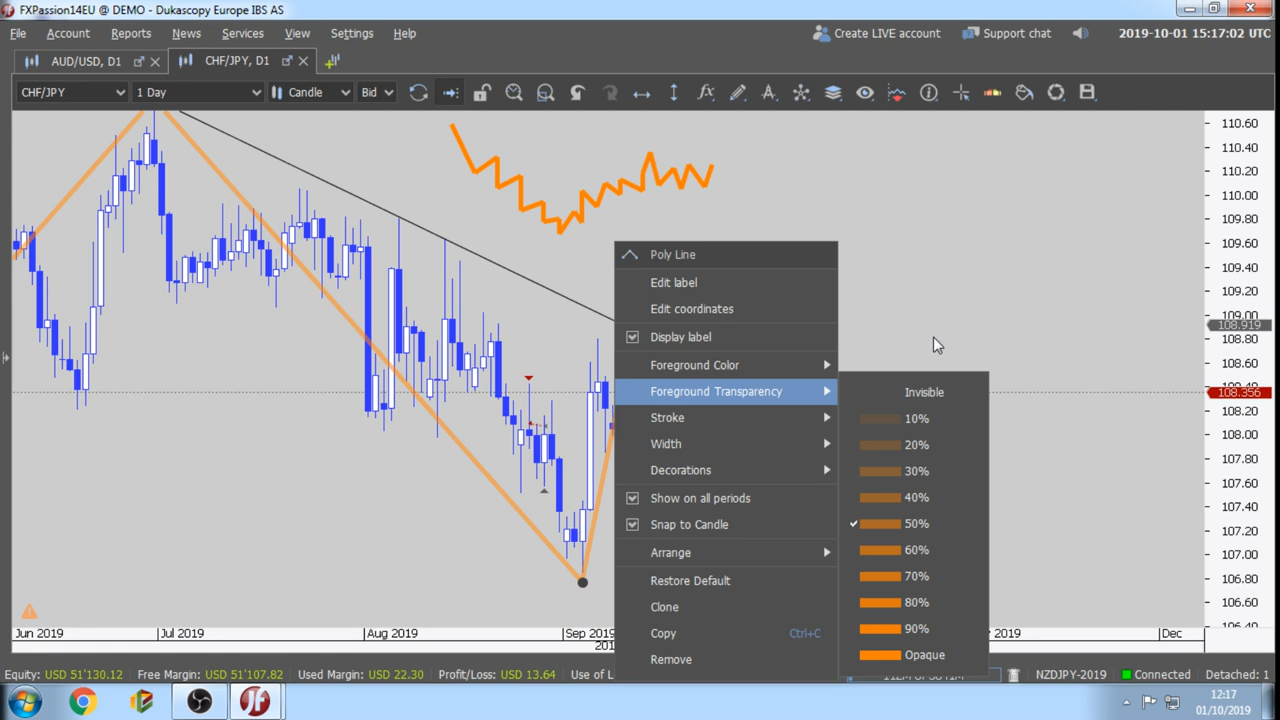 FXPassion14EU @ DEMO - Dukascopy Europe IBS AS
File Account Reports News Services View Settings Help
Create LIVE account Support chat 2019-10-01 15:17:02 UTC
AUD/USD, D1 CHF/JPY, D1
CHF/JPY 1 Day Candle Bid
110.60
110.40
110.20
110.00
109.80
109.60
109.40
109.20
109.00
108.919
108.80
108.60
108.356
108.20
108.00
107.80
107.60
107.40
107.20
107.00
106.80
106.40
Poly Line
Edit label
Edit coordinates
Display label
Foreground Color
Foreground Transparency
Stroke
Width
Decorations
Show on all periods
Snap to Candle
Arrange
Restore Default
Clone
Copy Ctrl+C
Remove
Invisible
10%
20%
30%
40%
50%
60%
70%
80%
90%
Opaque
Jun 2019 Jul 2019 Aug 2019 Sep 2019 2019 Dec
Equity: USD 51'130.12 Free Margin: USD 51'107.82 Used Margin: USD 22.30 Profit/Loss: USD 13.64 Use of L
NZDJPY-2019 Connected Detached: 1
12:17
01/10/2019